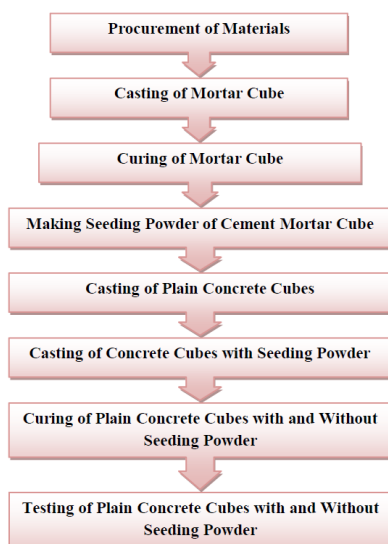 Procurement of Materials
Casting of Mortar Cube
Curing of Mortar Cube
Making Seeding Powder of Cement Mortar Cube
Casting of Plain Concrete Cubes
Casting of Concrete Cubes with Seeding Powder
Curing of Plain Concrete Cubes with and Without
Seeding Powder
Testing of Plain Concrete Cubes with and Without
Seeding Powder